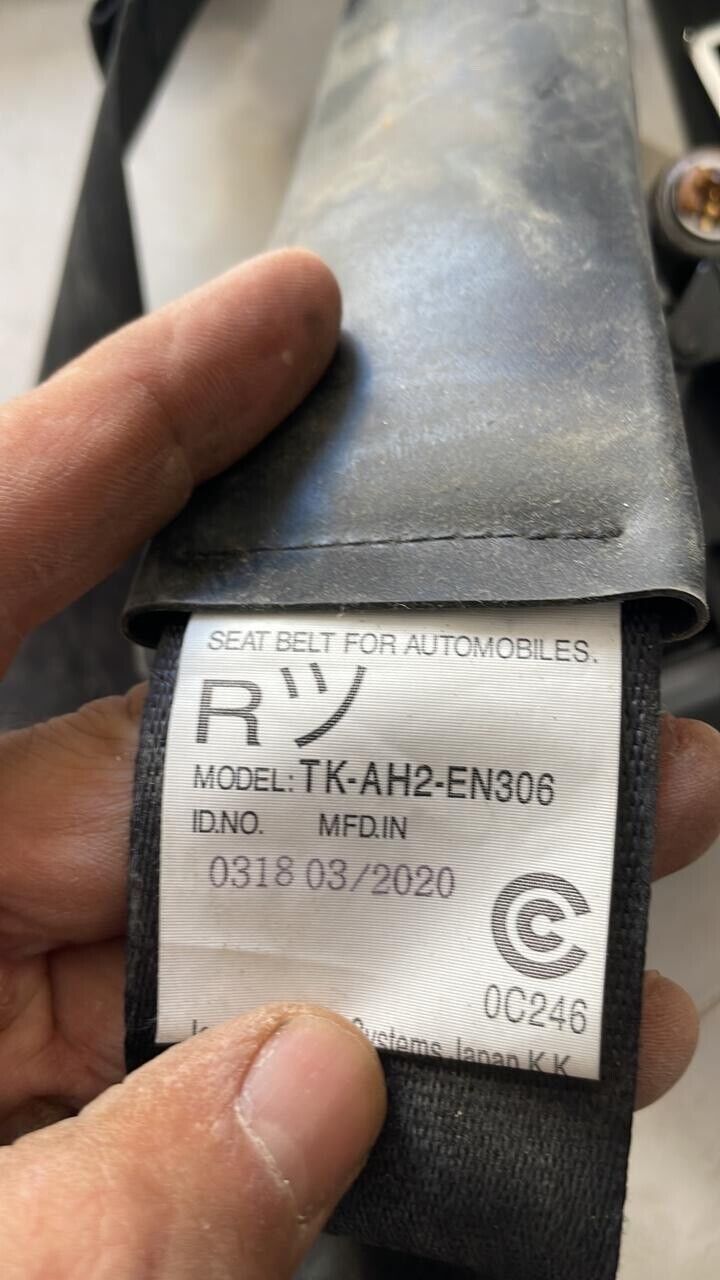 SEAT BELT FOR AUTOMOBILES.
Rツ
MODEL: TK-AH2-EN306
ID.NO. MFD.IN
0318 03/2020
0C246
Systems Japan K.K.